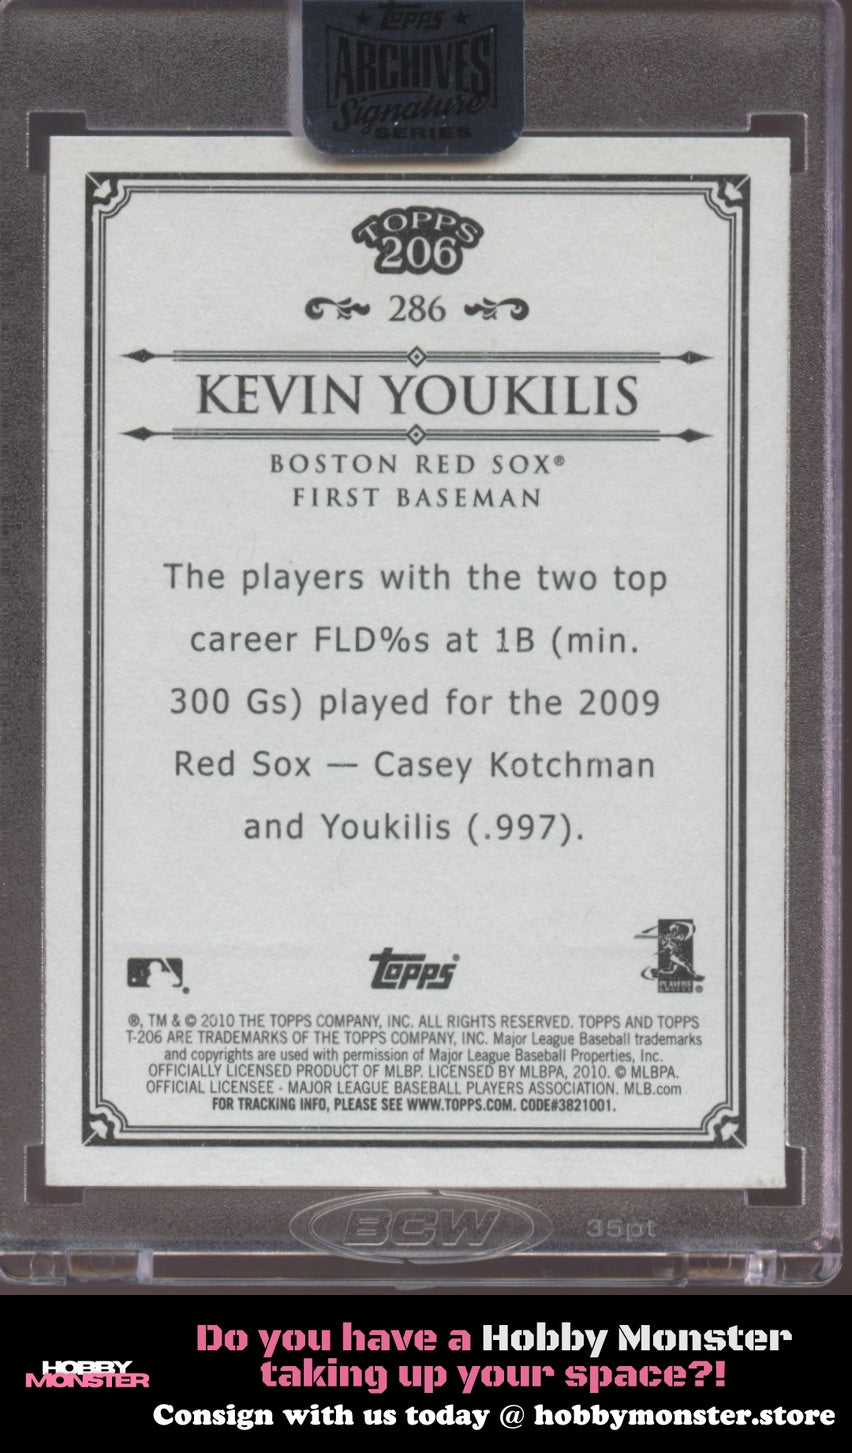 Topps
ARCHIVES
Signature
SERIES
TOPPS
206
286
KEVIN YOUKILIS
BOSTON RED SOX®
FIRST BASEMAN
The players with the two top
career FLD%s at 1B (min.
300 Gs) played for the 2009
Red Sox — Casey Kotchman
and Youkilis (.997).
Topps®
PLAYERS
CHOICE ®
®, TM & © 2010 THE TOPPS COMPANY, INC. ALL RIGHTS RESERVED. TOPPS AND TOPPS
T-206 ARE TRADEMARKS OF THE TOPPS COMPANY, INC. Major League Baseball trademarks
and copyrights are used with permission of Major League Baseball Properties, Inc.
OFFICIALLY LICENSED PRODUCT OF MLBP. LICENSED BY MLBPA, 2010. © MLBPA.
OFFICIAL LICENSEE - MAJOR LEAGUE BASEBALL PLAYERS ASSOCIATION. MLB.com
FOR TRACKING INFO, PLEASE SEE WWW.TOPPS.COM. CODE#3821001.
BCW
35pt
HOBBY
MONSTER
Do you have a Hobby Monster
taking up your space?!
Consign with us today @ hobbymonster.store